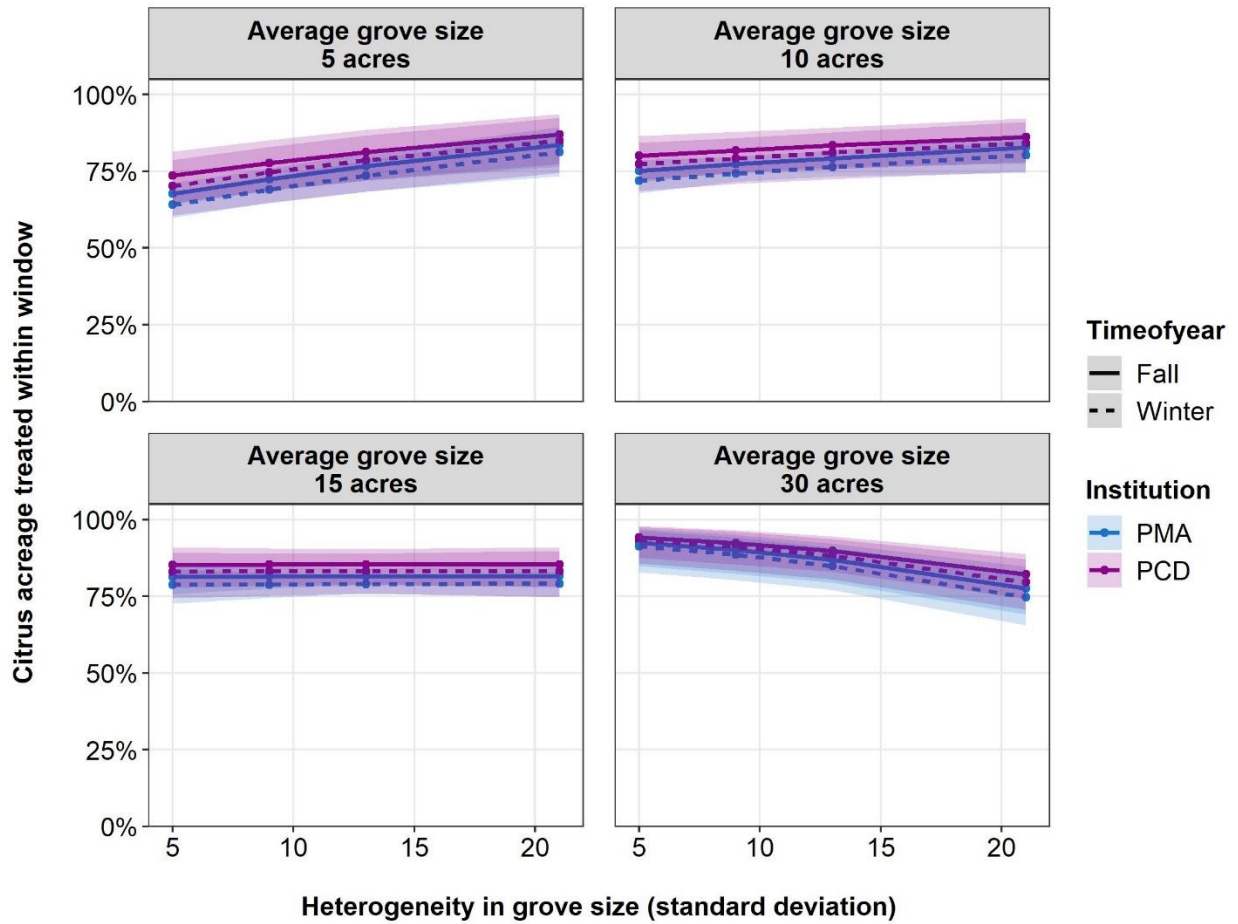 Average grove size
5 acres
Average grove size
10 acres
100%
75%
50%
25%
0%
Average grove size
15 acres
Average grove size
30 acres
100%
75%
50%
25%
0%
5 10 15 20
5 10 15 20
Citrus acreage treated within window
Heterogeneity in grove size (standard deviation)
Timeofyear
Fall
Winter
Institution
PMA
PCD